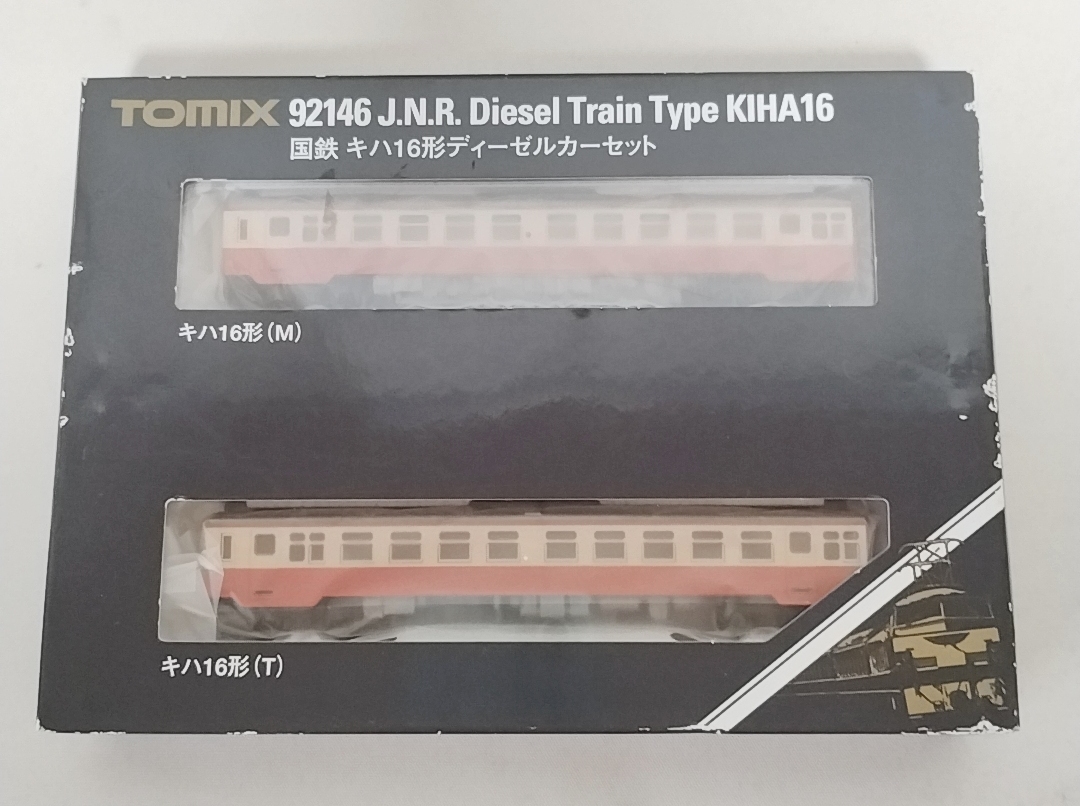 TOMIX 92146 J.N.R. Diesel Train Type KIHA16
国鉄 キハ16形ディーゼルカーセット
キハ16形(M)
キハ16形(T)